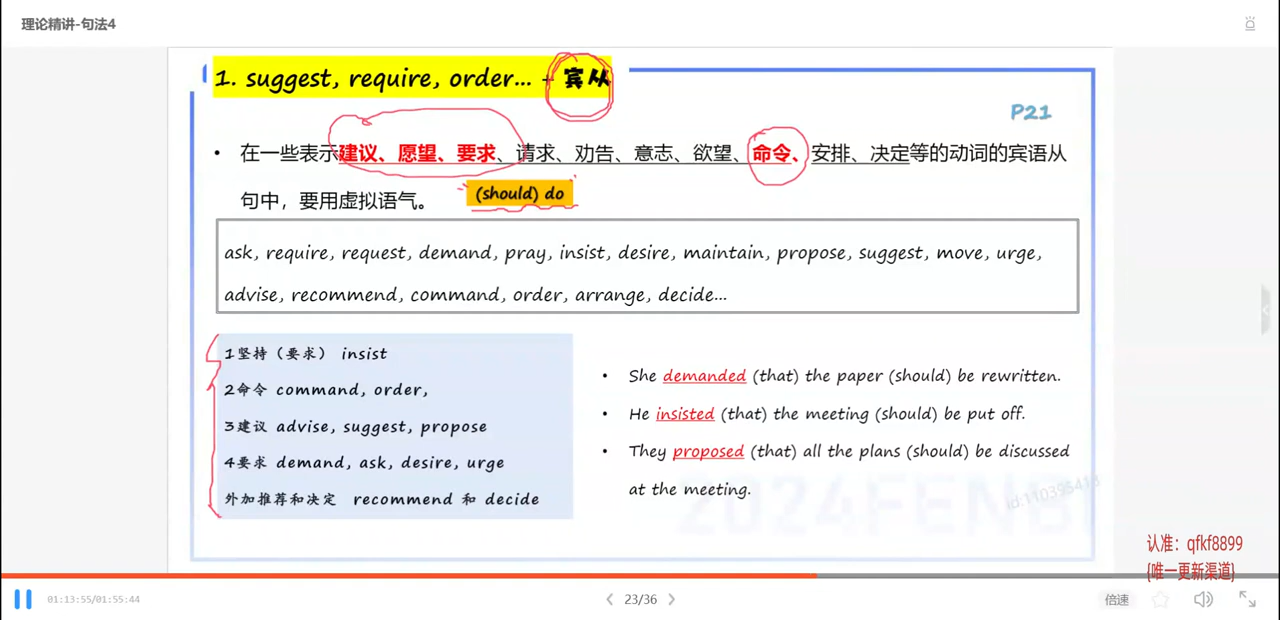 理论精讲-句法4
1. suggest, require, order... + 宾从
P21
• 在一些表示建议、愿望、要求、请求、劝告、意志、欲望、命令、安排、决定等的动词的宾语从
句中，要用虚拟语气。 (should) do
ask, require, request, demand, pray, insist, desire, maintain, propose, suggest, move, urge,
advise, recommend, command, order, arrange, decide...
1坚持（要求） insist
2命令 command, order,
3建议 advise, suggest, propose
4要求 demand, ask, desire, urge
外加推荐和决定 recommend 和 decide
• She demanded (that) the paper (should) be rewritten.
• He insisted (that) the meeting (should) be put off.
• They proposed (that) all the plans (should) be discussed
at the meeting.
2024FENBI
id:110395413
认准：qfkf8899
{唯一更新渠道}
01:13:55/01:55:44
23/36
倍速